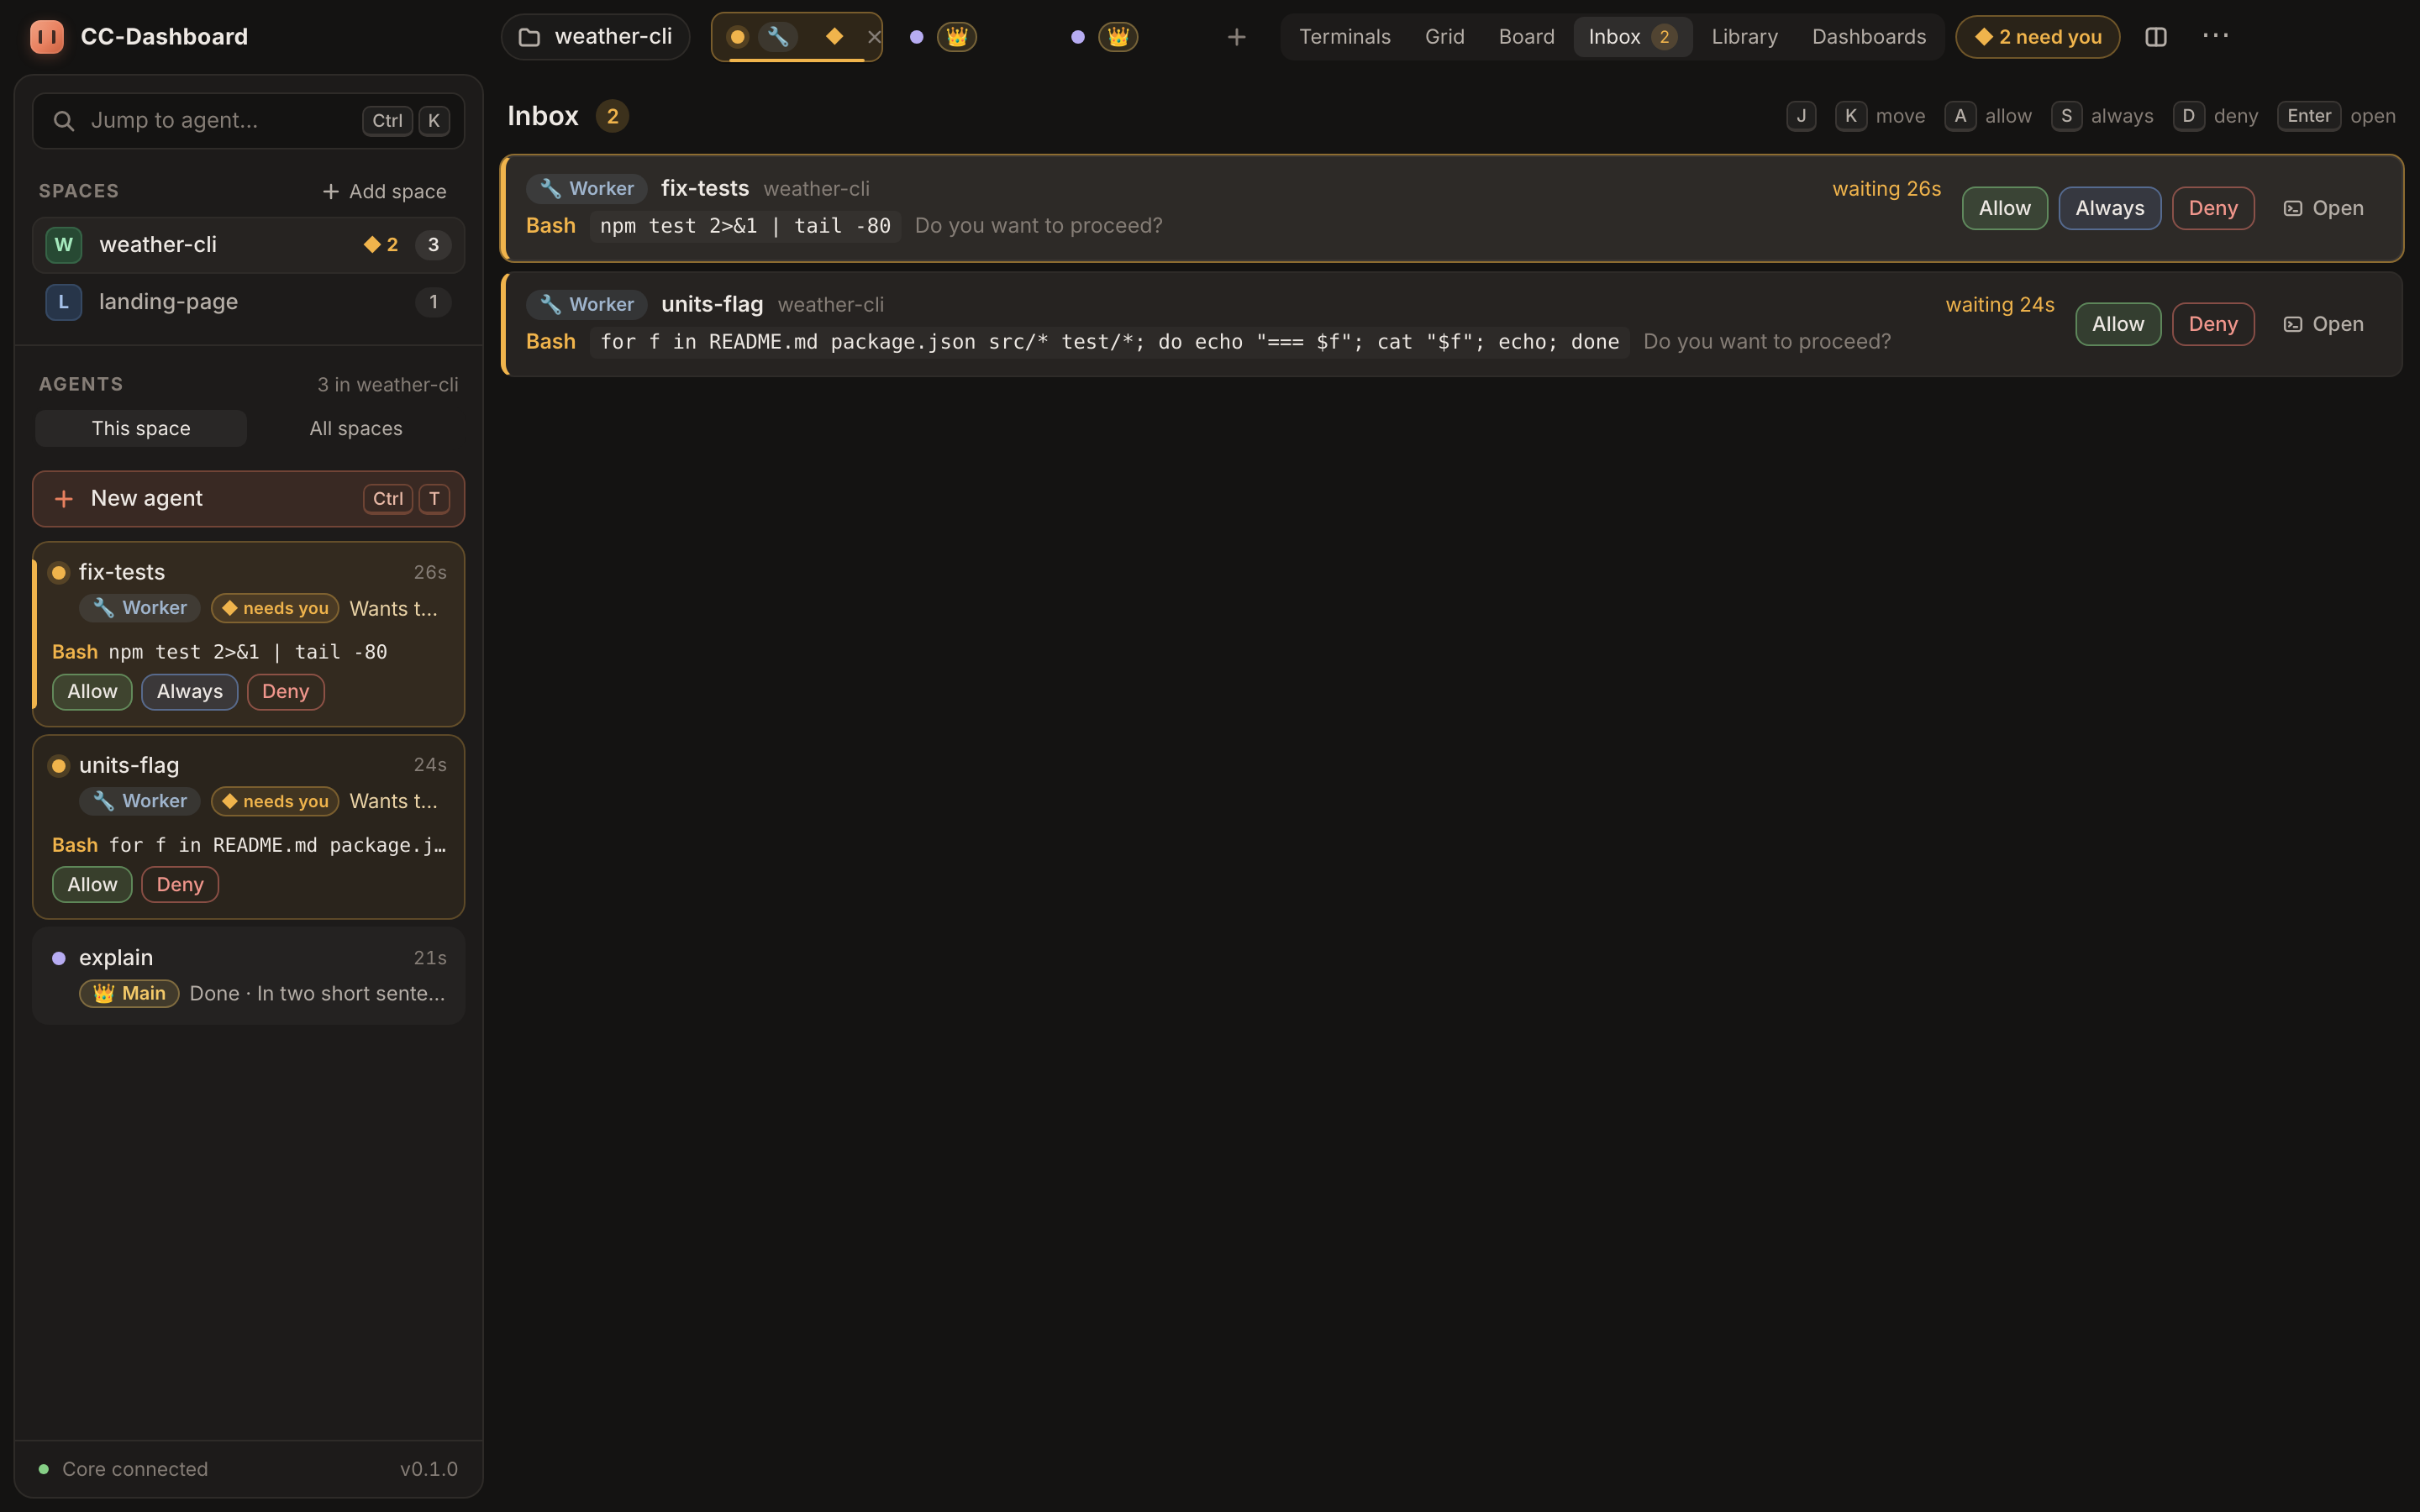 CC-Dashboard
weather-cli
Terminals Grid Board Inbox 2 Library Dashboards
2 need you
Jump to agent... Ctrl K
SPACES + Add space
W weather-cli 2 3
L landing-page 1
AGENTS 3 in weather-cli
This space All spaces
+ New agent Ctrl T
fix-tests 26s
Worker needs you Wants t...
Bash npm test 2>&1 | tail -80
Allow Always Deny
units-flag 24s
Worker needs you Wants t...
Bash for f in README.md package.j…
Allow Deny
explain 21s
Main Done · In two short sente...
Core connected v0.1.0
Inbox 2
J K move A allow S always D deny Enter open
Worker fix-tests weather-cli waiting 26s
Bash npm test 2>&1 | tail -80 Do you want to proceed?
Allow Always Deny Open
Worker units-flag weather-cli waiting 24s
Bash for f in README.md package.json src/* test/*; do echo "=== $f"; cat "$f"; echo; done Do you want to proceed?
Allow Deny Open